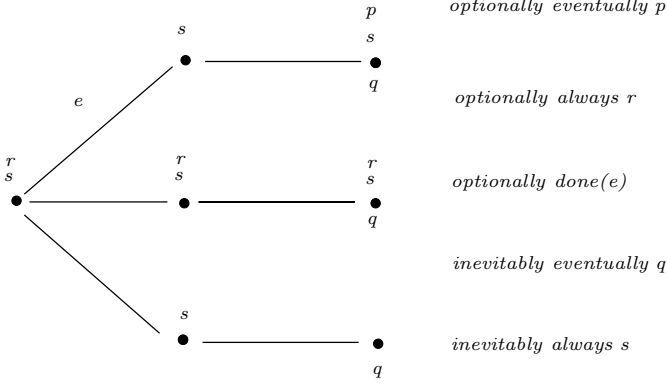 optionally eventually p
p
s
s
q
optionally always r
e
r
s
r
s
r
s
q
optionally done(e)
inevitably eventually q
s
inevitably always s
q